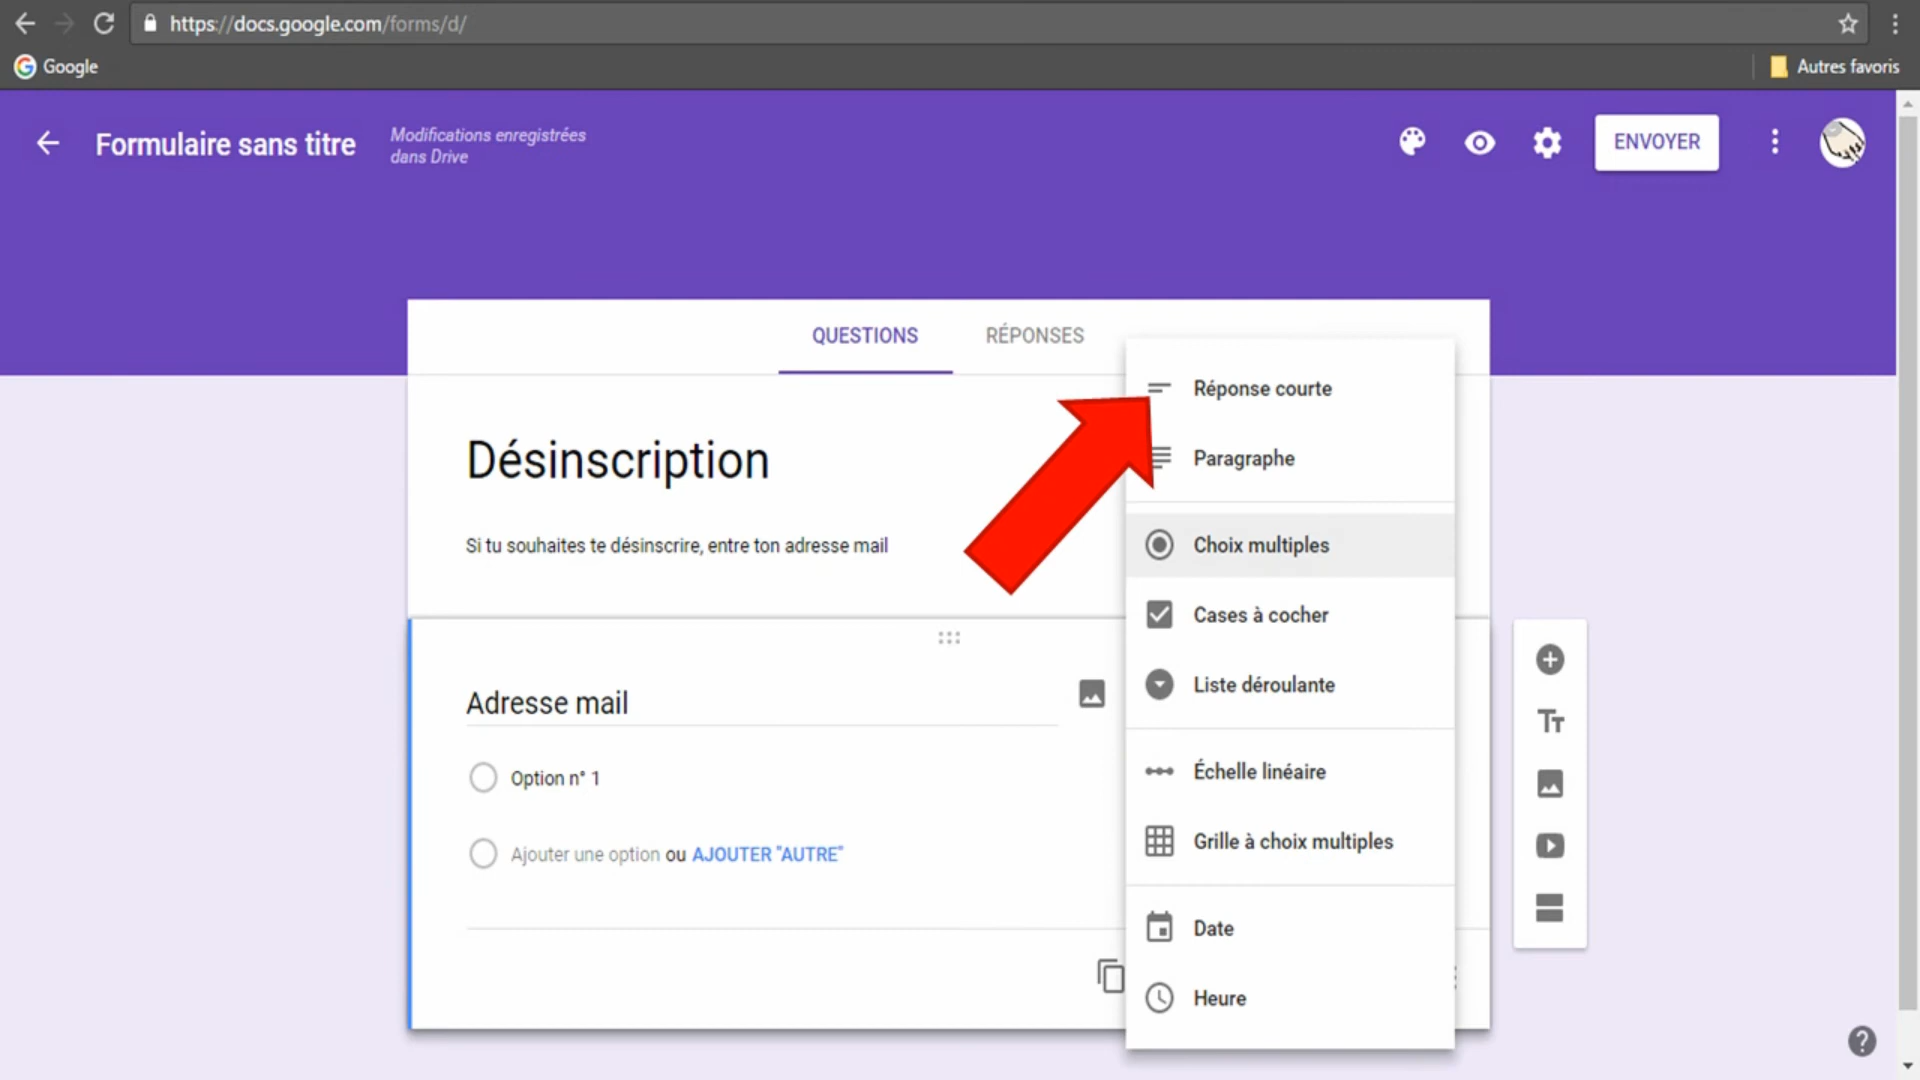 https://docs.google.com/forms/d/
Google
Autres favoris
Formulaire sans titre
Modifications enregistrées
dans Drive
ENVOYER
QUESTIONS
RÉPONSES
Réponse courte
Désinscription
Paragraphe
Si tu souhaites te désinscrire, entre ton adresse mail
Choix multiples
Cases à cocher
Liste déroulante
Adresse mail
Tт
Option n° 1
Échelle linéaire
Ajouter une option ou AJOUTER "AUTRE"
Grille à choix multiples
Date
Heure